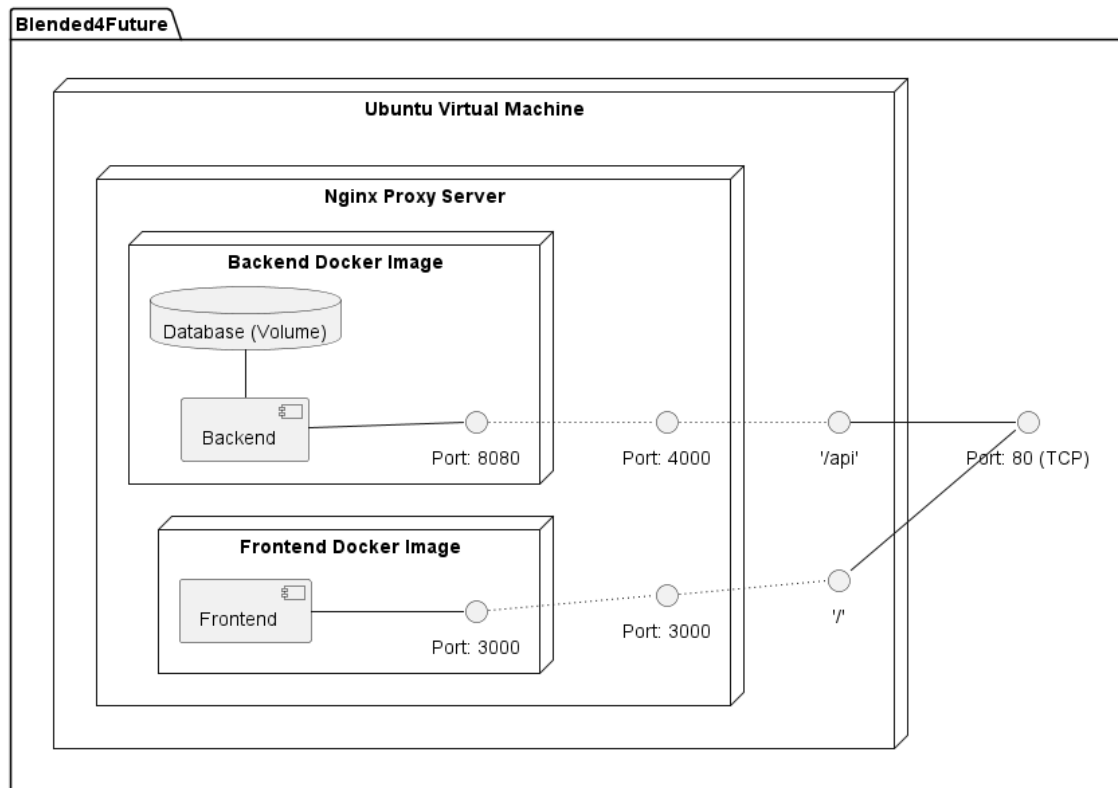 Blended4Future
Ubuntu Virtual Machine
Nginx Proxy Server
Backend Docker Image
Database (Volume)
Backend
Port: 8080
Port: 4000
'/api'
Port: 80 (TCP)
Frontend Docker Image
Frontend
Port: 3000
Port: 3000
'/'